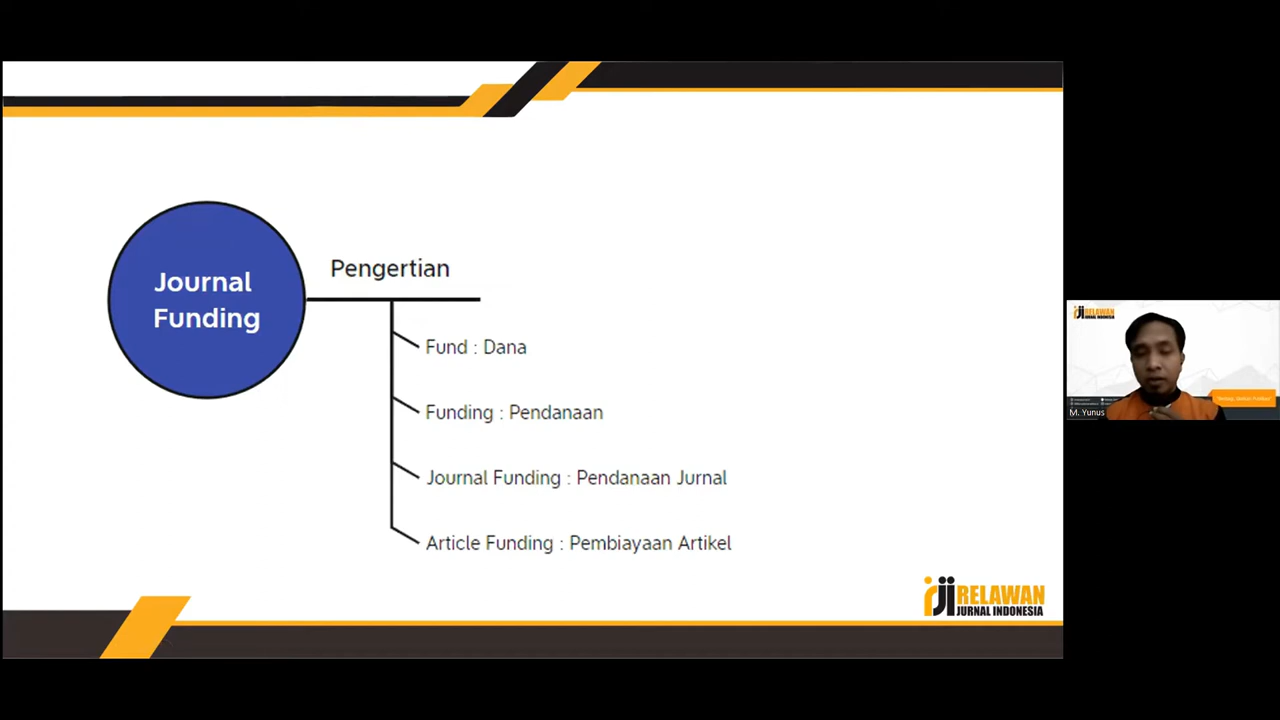 Journal
Funding
Pengertian
Fund : Dana
Funding : Pendanaan
Journal Funding : Pendanaan Jurnal
Article Funding : Pembiayaan Artikel
RELAWAN
JURNAL INDONESIA
RELAWAN
JURNAL INDONESIA
M. Yunus